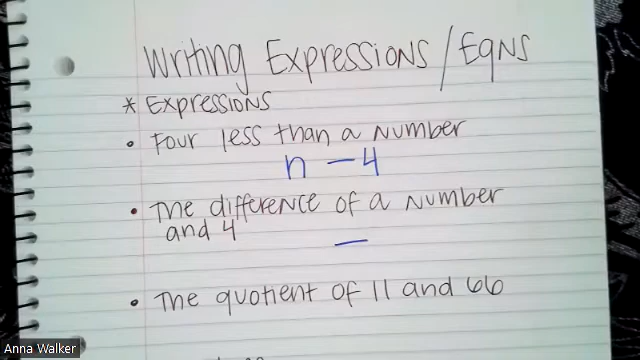 Writing Expressions / Eqns
* Expressions
• Four less than a number
n - 4
• The difference of a number
and 4
-
• The quotient of 11 and 66
Anna Walker